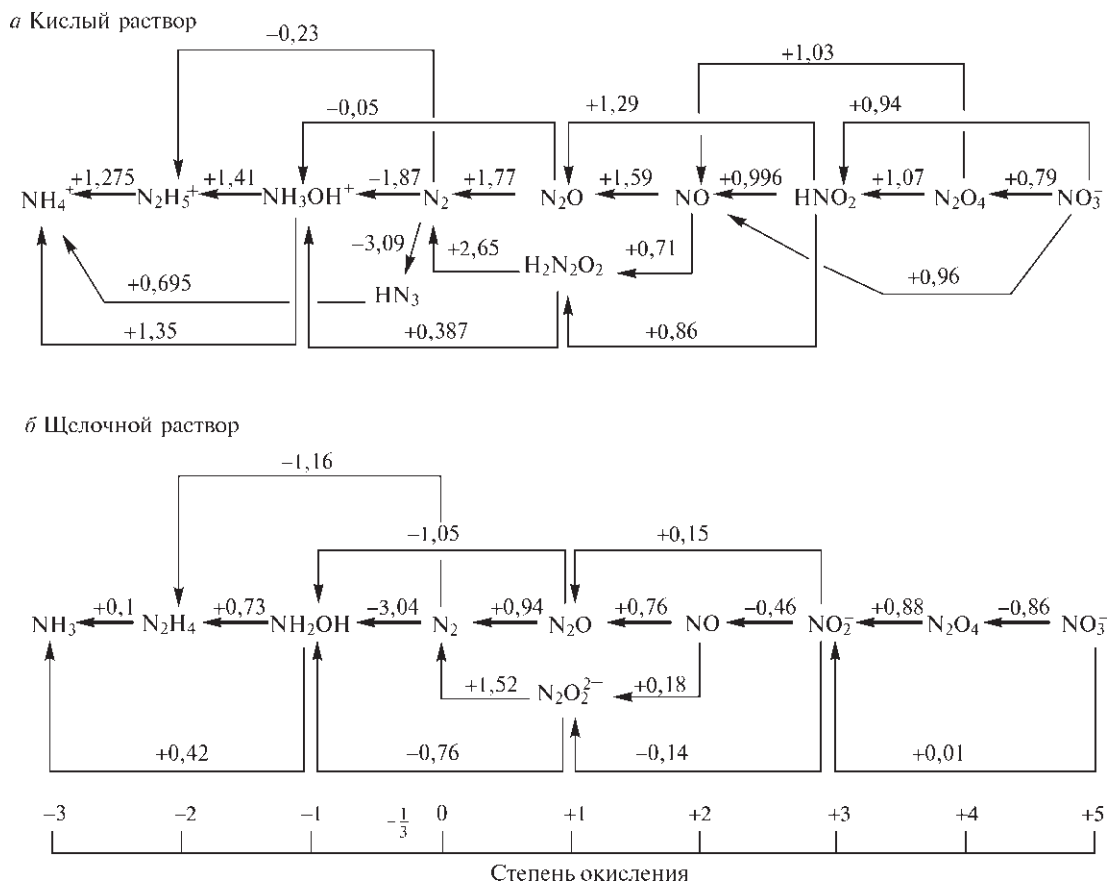 а Кислый раствор
−0,23
+1,03
−0,05 +1,29 +0,94
+1,275 +1,41 −1,87 +1,77 +1,59 +0,996 +1,07 +0,79
NH₄⁺ N₂H₅⁺ NH₃OH⁺ N₂ N₂O NO HNO₂ N₂O₄ NO₃⁻
−3,09 +2,65 +0,71
H₂N₂O₂
+0,695 HN₃ +0,96
+1,35 +0,387 +0,86
б Щелочной раствор
−1,16
−1,05 +0,15
+0,1 +0,73 −3,04 +0,94 +0,76 −0,46 +0,88 −0,86
NH₃ N₂H₄ NH₂OH N₂ N₂O NO NO₂⁻ N₂O₄ NO₃⁻
+1,52 N₂O₂²⁻ +0,18
+0,42 −0,76 −0,14 +0,01
−3 −2 −1 −1/3 0 +1 +2 +3 +4 +5
Степень окисления